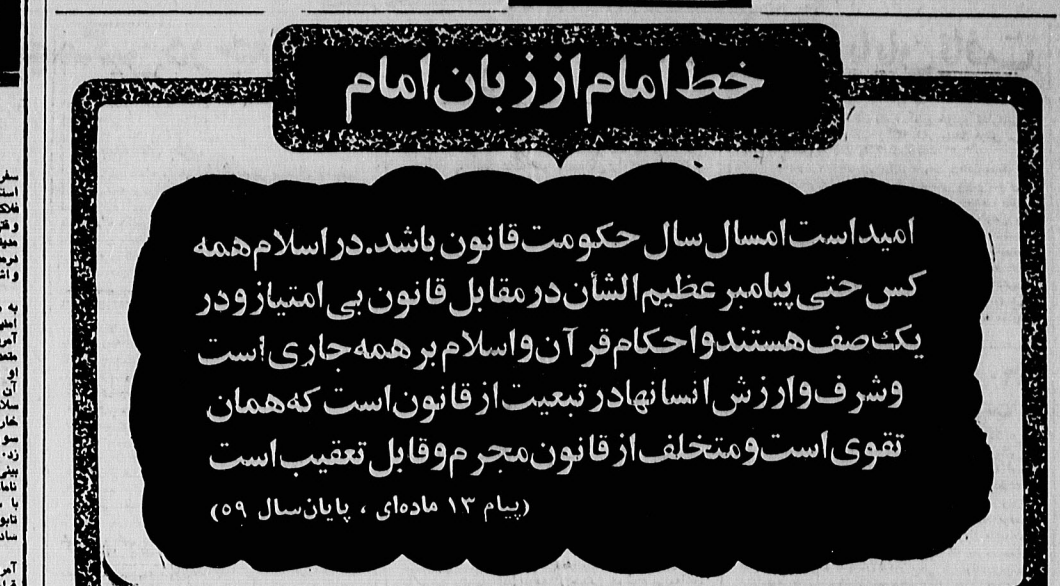 خط امام از زبان امام
امید است امسال سال حکومت قانون باشد. در اسلام همه
کس حتی پیامبر عظیم الشأن در مقابل قانون بی امتیاز و در
یک صف هستند و احکام قرآن و اسلام بر همه جاری است
و شرف و ارزش انسانها در تبعیت از قانون است که همان
تقوی است و متخلف از قانون مجرم و قابل تعقیب است
(پیام ۱۳ ماده‌ای ، پایان سال ۵۹)